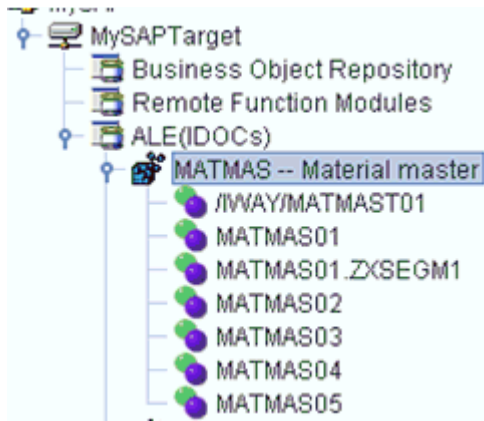 MySAPTarget
Business Object Repository
Remote Function Modules
ALE(IDOCs)
MATMAS -- Material master
/IWAY/MATMAST01
MATMAS01
MATMAS01.ZXSEGM1
MATMAS02
MATMAS03
MATMAS04
MATMAS05